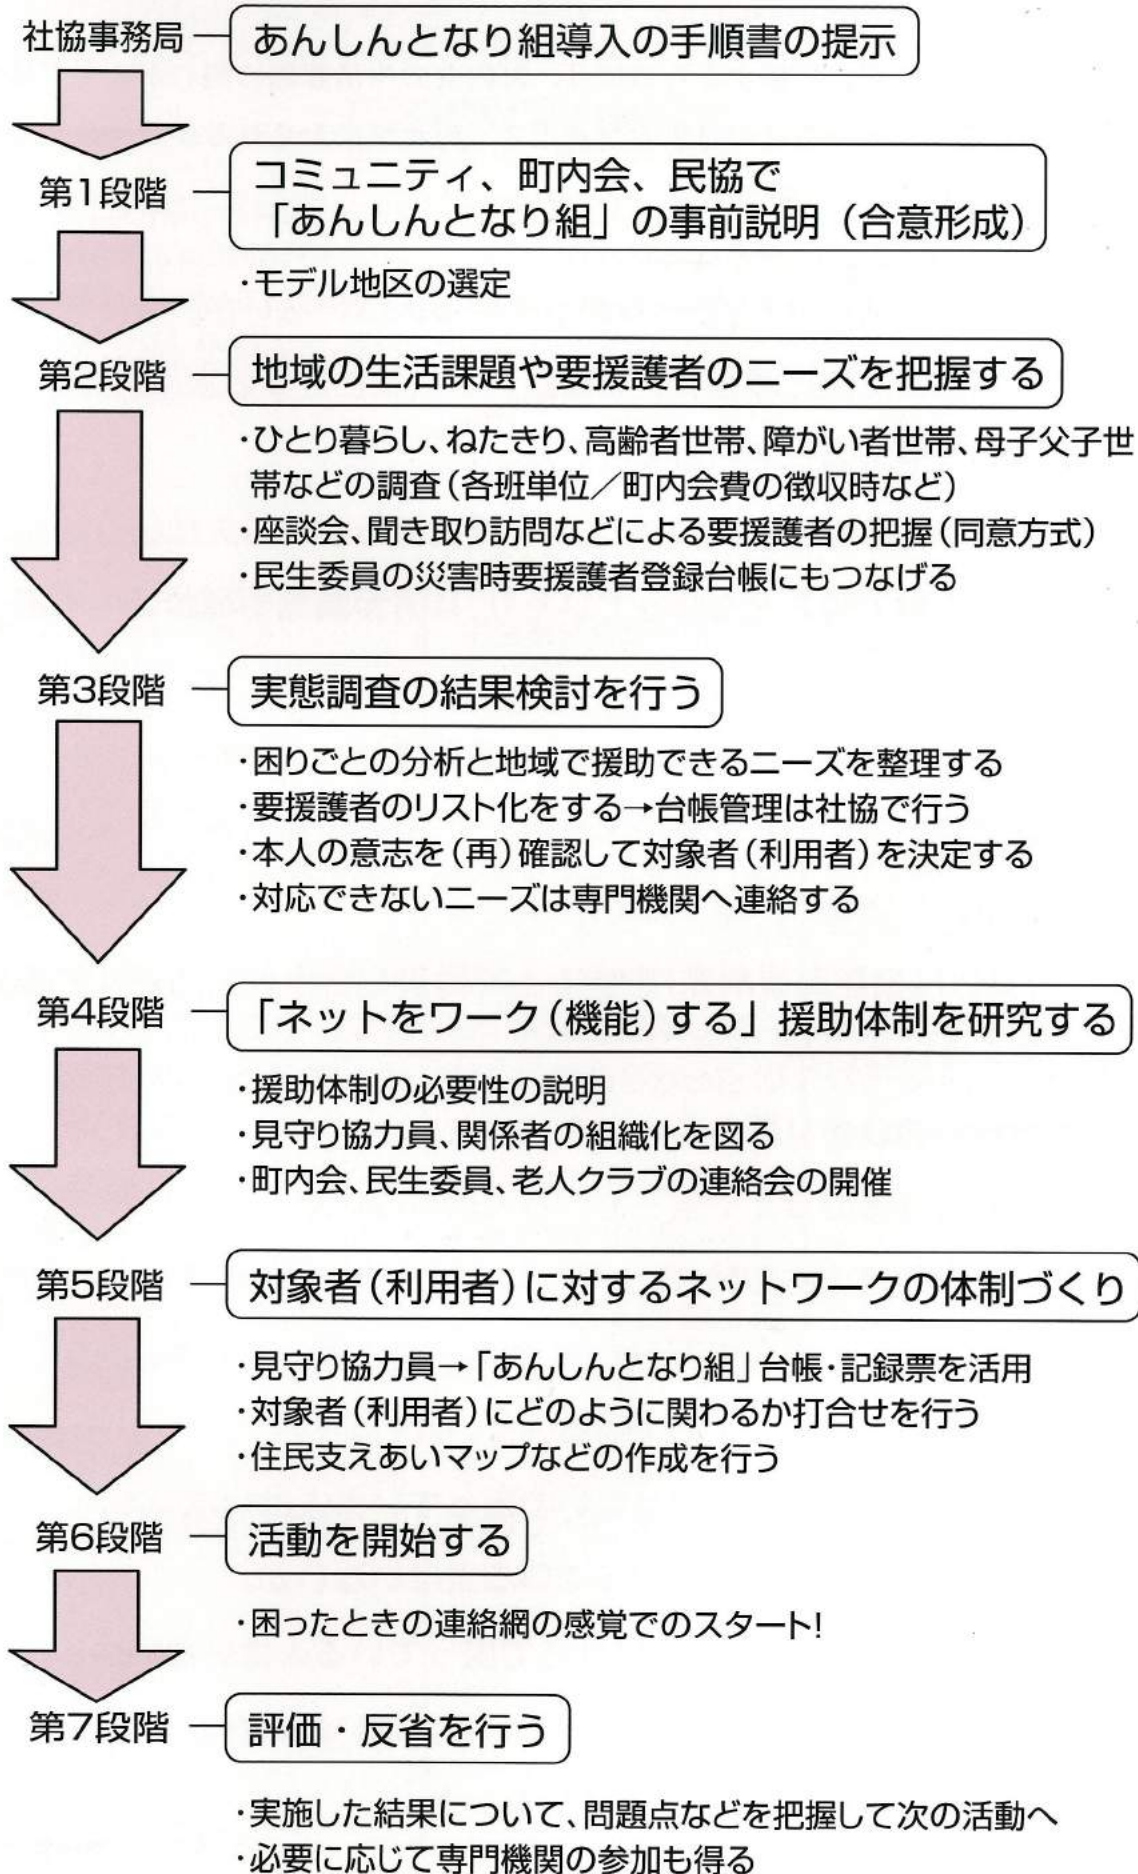 社協事務局
あんしんとなり組導入の手順書の提示
第1段階
コミュニティ、町内会、民協で
「あんしんとなり組」の事前説明（合意形成）
・モデル地区の選定
第2段階
地域の生活課題や要援護者のニーズを把握する
・ひとり暮らし、ねたきり、高齢者世帯、障がい者世帯、母子父子世
帯などの調査（各班単位／町内会費の徴収時など）
・座談会、聞き取り訪問などによる要援護者の把握（同意方式）
・民生委員の災害時要援護者登録台帳にもつなげる
第3段階
実態調査の結果検討を行う
・困りごとの分析と地域で援助できるニーズを整理する
・要援護者のリスト化をする→台帳管理は社協で行う
・本人の意志を（再）確認して対象者（利用者）を決定する
・対応できないニーズは専門機関へ連絡する
第4段階
「ネットをワーク（機能）する」援助体制を研究する
・援助体制の必要性の説明
・見守り協力員、関係者の組織化を図る
・町内会、民生委員、老人クラブの連絡会の開催
第5段階
対象者（利用者）に対するネットワークの体制づくり
・見守り協力員→「あんしんとなり組」台帳・記録票を活用
・対象者（利用者）にどのように関わるか打合せを行う
・住民支えあいマップなどの作成を行う
第6段階
活動を開始する
・困ったときの連絡網の感覚でのスタート！
第7段階
評価・反省を行う
・実施した結果について、問題点などを把握して次の活動へ
・必要に応じて専門機関の参加も得る